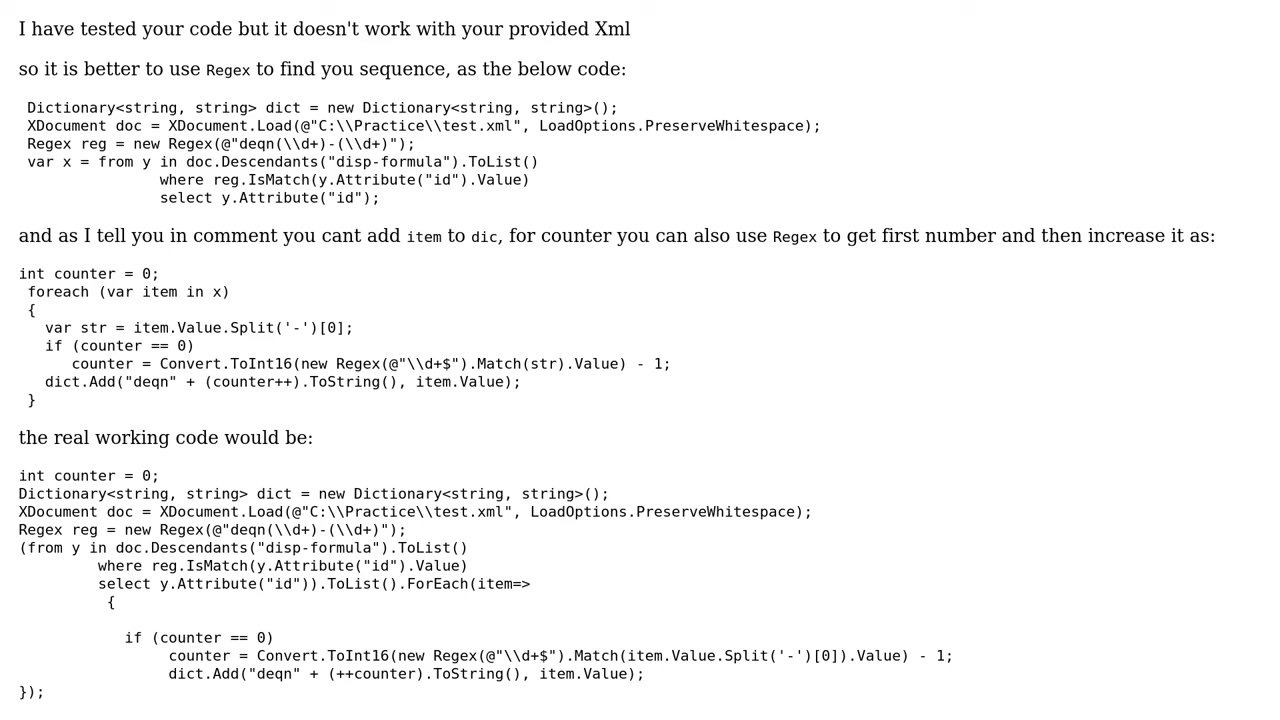 I have tested your code but it doesn't work with your provided Xml
so it is better to use Regex to find you sequence, as the below code:
Dictionary<string, string> dict = new Dictionary<string, string>();
XDocument doc = XDocument.Load(@"C:\\Practice\\test.xml", LoadOptions.PreserveWhitespace);
Regex reg = new Regex(@"deqn(\\d+)-(\\d+)");
var x = from y in doc.Descendants("disp-formula").ToList()
where reg.IsMatch(y.Attribute("id").Value)
select y.Attribute("id");
and as I tell you in comment you cant add item to dic, for counter you can also use Regex to get first number and then increase it as:
int counter = 0;
foreach (var item in x)
{
var str = item.Value.Split('-')[0];
if (counter == 0)
counter = Convert.ToInt16(new Regex(@"\\d+$").Match(str).Value) - 1;
dict.Add("deqn" + (counter++).ToString(), item.Value);
}
the real working code would be:
int counter = 0;
Dictionary<string, string> dict = new Dictionary<string, string>();
XDocument doc = XDocument.Load(@"C:\\Practice\\test.xml", LoadOptions.PreserveWhitespace);
Regex reg = new Regex(@"deqn(\\d+)-(\\d+)");
(from y in doc.Descendants("disp-formula").ToList()
where reg.IsMatch(y.Attribute("id").Value)
select y.Attribute("id")).ToList().ForEach(item=>
{
if (counter == 0)
counter = Convert.ToInt16(new Regex(@"\\d+$").Match(item.Value.Split('-')[0]).Value) - 1;
dict.Add("deqn" + (++counter).ToString(), item.Value);
});